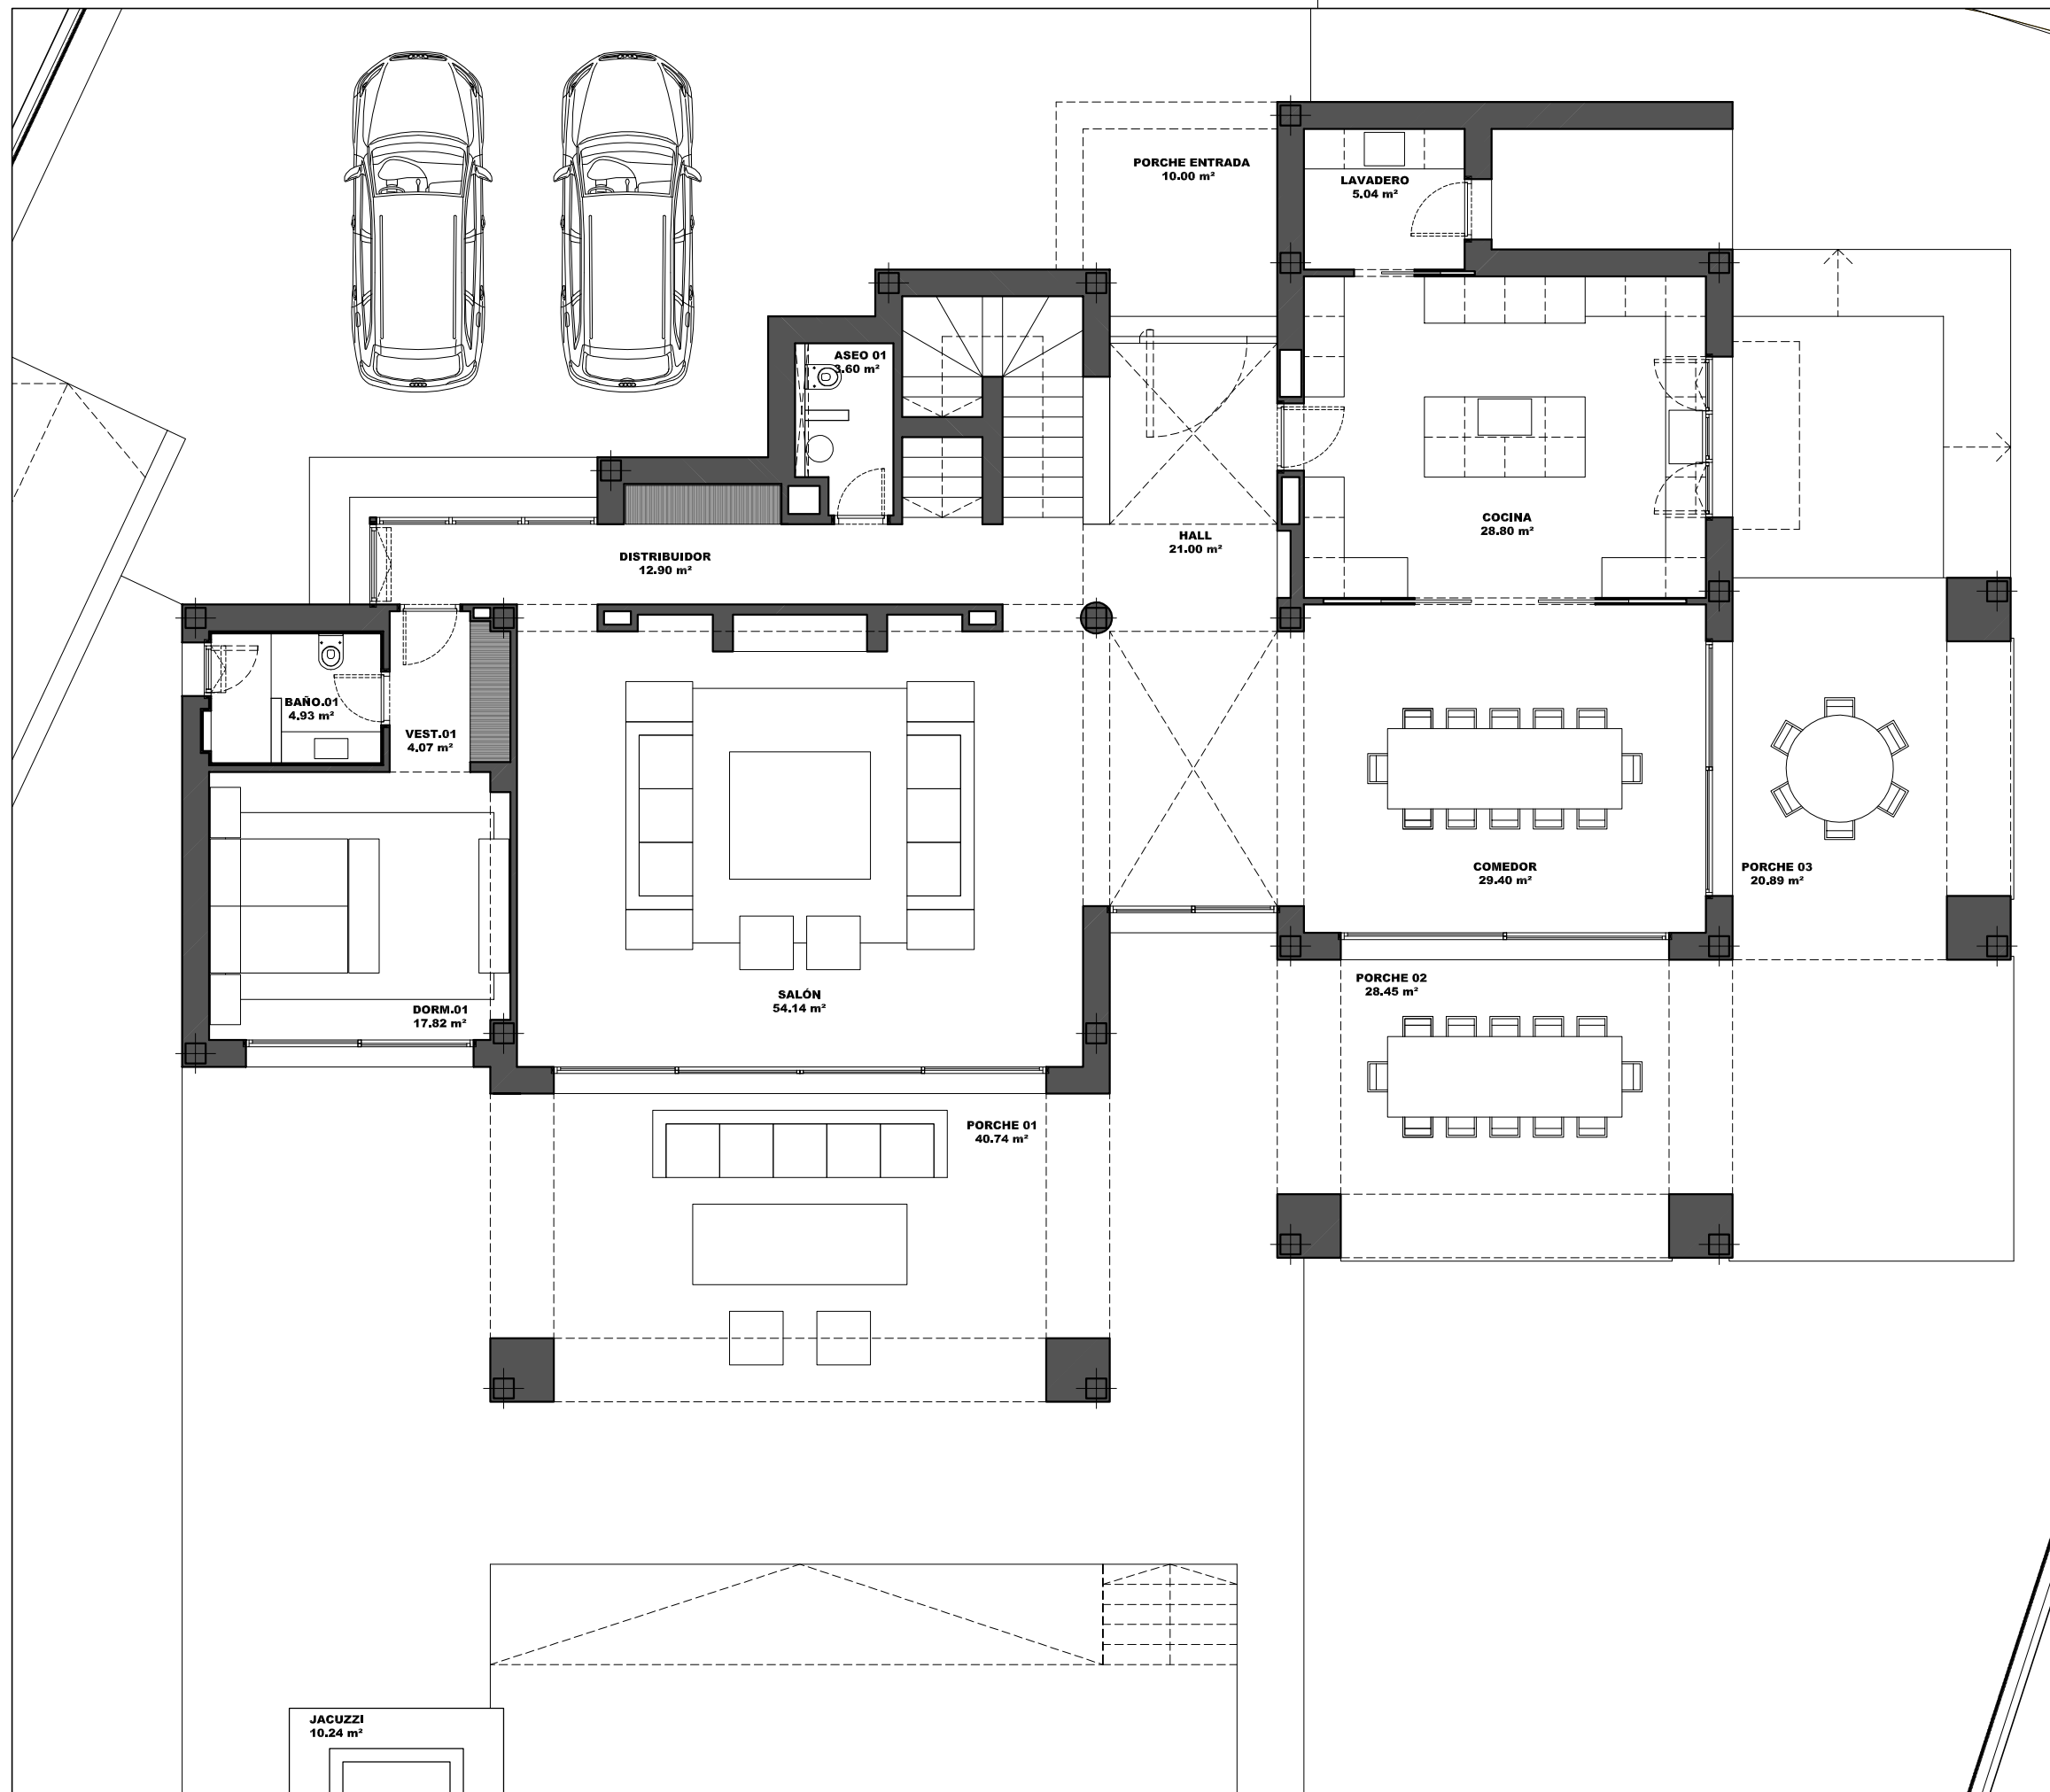 PORCHE ENTRADA
10.00 m²
LAVADERO
5.04 m²
ASEO 01
3.60 m²
COCINA
28.80 m²
HALL
21.00 m²
DISTRIBUIDOR
12.90 m²
BAÑO.01
4.93 m²
VEST.01
4.07 m²
COMEDOR
29.40 m²
PORCHE 03
20.89 m²
PORCHE 02
28.45 m²
SALÓN
54.14 m²
DORM.01
17.82 m²
PORCHE 01
40.74 m²
JACUZZI
10.24 m²